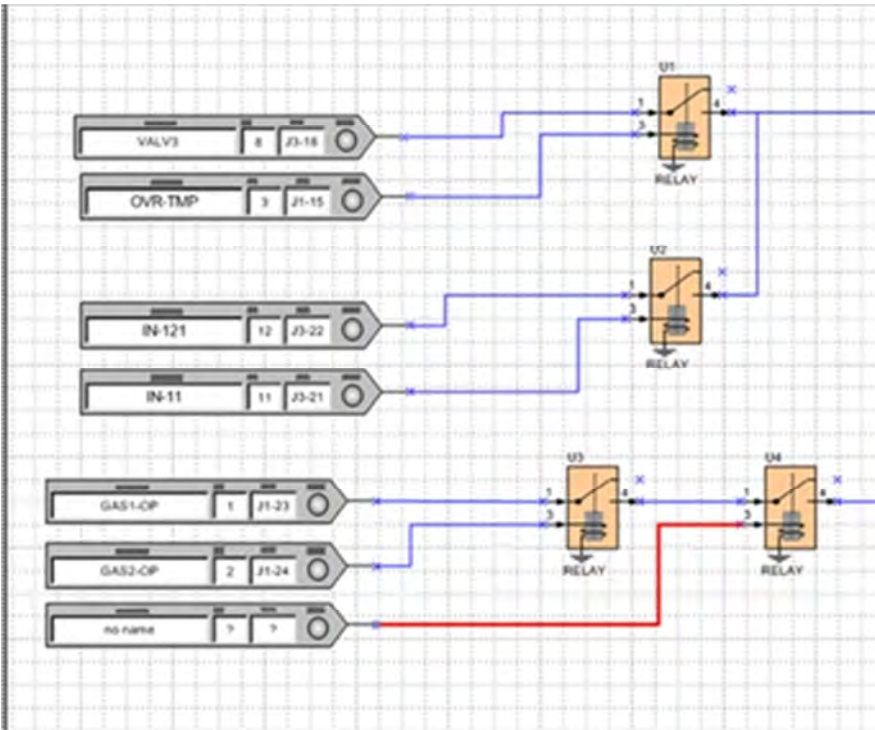 U1
1
4
3
VALV3 8 J3-16
RELAY
OVR-TMP 3 J1-15
U2
1
4
3
IN-121 12 J3-22
RELAY
IN-11 11 J3-21
U3 U4
1 4 1 4
GAS1-OP 1 J1-23
3 3
RELAY RELAY
GAS2-OP 2 J1-24
no name ? ?